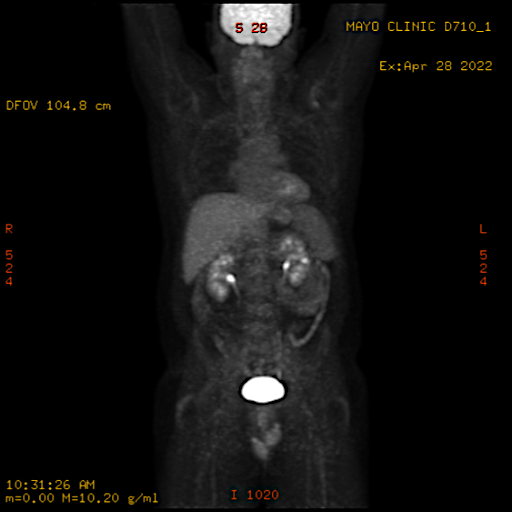 S 28
MAYO CLINIC D710_1
Ex:Apr 28 2022
DFOV 104.8 cm
R
5
2
4
L
5
2
4
10:31:26 AM
m=0.00 M=10.20 g/ml
I 1020